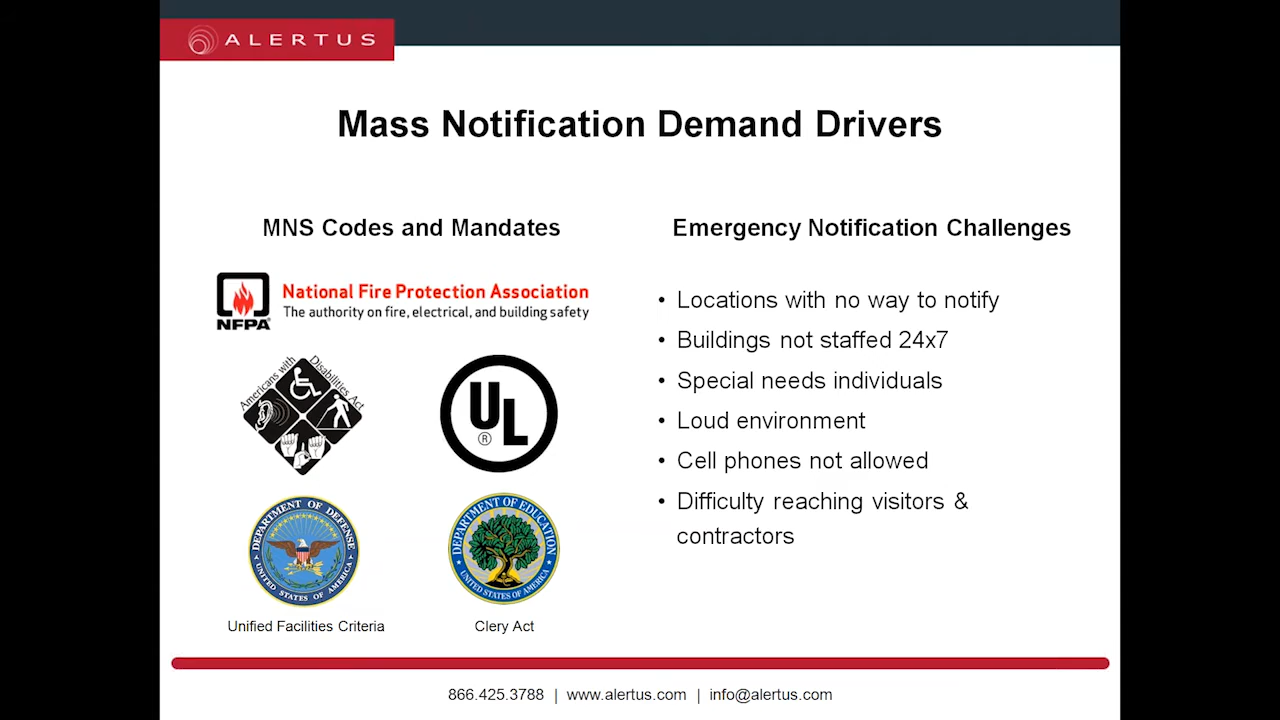 ALERTUS
Mass Notification Demand Drivers
MNS Codes and Mandates
NFPA®
National Fire Protection Association
The authority on fire, electrical, and building safety
Americans with Disabilities Act
UL
®
DEPARTMENT OF DEFENSE
UNITED STATES OF AMERICA
Unified Facilities Criteria
DEPARTMENT OF EDUCATION
UNITED STATES OF AMERICA
Clery Act
Emergency Notification Challenges
• Locations with no way to notify
• Buildings not staffed 24x7
• Special needs individuals
• Loud environment
• Cell phones not allowed
• Difficulty reaching visitors &
contractors
866.425.3788 | www.alertus.com | info@alertus.com